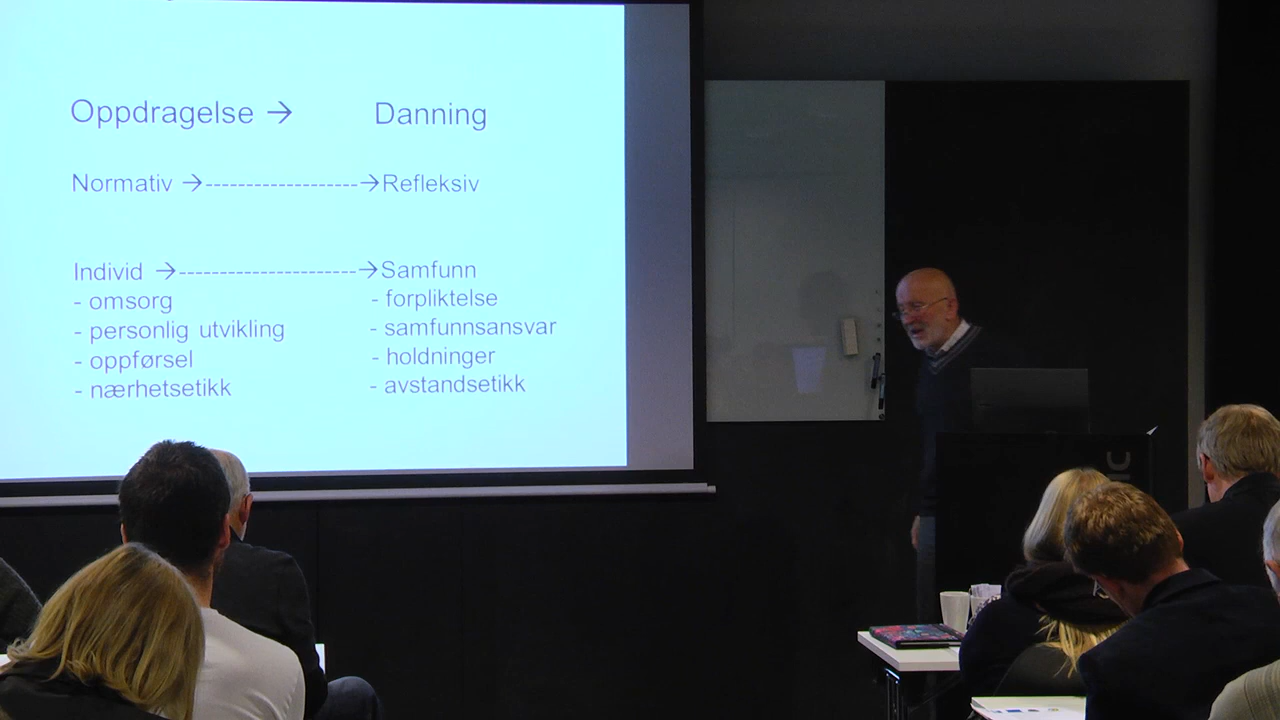 Oppdragelse → Danning
Normativ →-------------------→Refleksiv
Individ →----------------------→Samfunn
- omsorg - forpliktelse
- personlig utvikling - samfunnsansvar
- oppførsel - holdninger
- nærhetsetikk - avstandsetikk